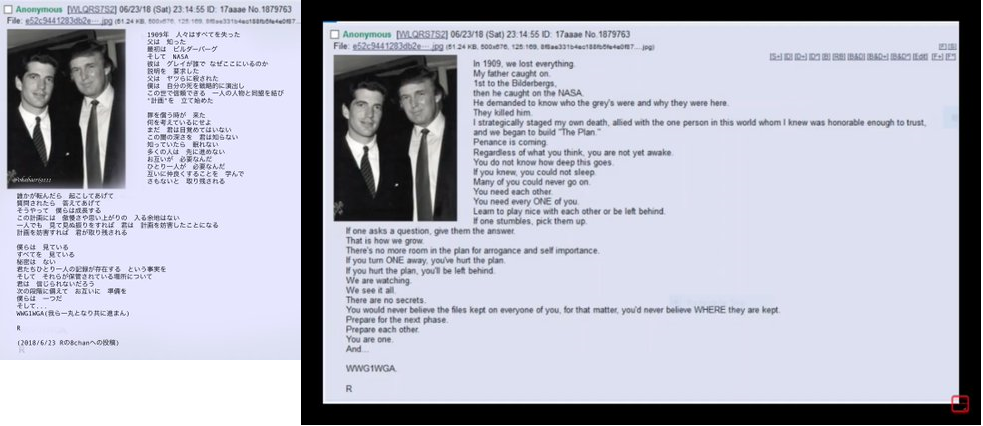 Anonymous [WLQRS7S2] 06/23/18 (Sat) 23:14:55 ID: 17aaae No.1879763
File: e52c9441283db2e⋯.jpg (51.24 KB, 500x676, 125:169,
1909年 人々はすべてを失った
父は 知った
最初は ビルダーバーグ
そして NASA
彼は グレイが誰で なぜここにいるのか
説明を 要求した
父は ヤツらに殺された
僕は 自分の死を戦略的に演出し
この世で信頼できる 一人の人物と同盟を結び
"計画"を 立て始めた
罪を償う時が 来た
何を考えているにせよ
まだ 君は目覚めてはいない
この闇の深さを 君は知らない
知っていたら 眠れない
多くの人は 先に進めない
お互いが 必要なんだ
ひとり一人が 必要なんだ
互いに仲良くすることを 学んで
さもないと 取り残される
誰かが転んだら 起こしてあげて
質問されたら 答えてあげて
そうやって 僕らは成長する
この計画には 傲慢さや思い上がりの 入る余地はない
一人でも 見て見ぬ振りをすれば 君は 計画を妨害したことになる
計画を妨害すれば 君が取り残される
僕らは 見ている
すべてを 見ている
秘密は ない
君たちひとり一人の記録が存在する という事実を
そして それらが保管されている場所について
君は 信じられないだろう
次の段階に備えて お互いに 準備を
僕らは 一つだ
そして...
WWG1WGA(我ら一丸となり共に進まん)
R
(2018/6/23 Rの8chanへの投稿)
Anonymous [WLQRS7S2] 06/23/18 (Sat) 23:14:55 ID: 17aaae No.1879763
File: e52c9441283db2e⋯.jpg (51.24 KB, 500x676, 125:169,
In 1909, we lost everything.
My father caught on.
1st to the Bilderbergs,
then he caught on the NASA.
He demanded to know who the grey's were and why they were here.
They killed him.
I strategically staged my own death, allied with the one person in this world whom I knew was honorable enough to trust,
and we began to build "The Plan."
Penance is coming.
Regardless of what you think, you are not yet awake.
You do not know how deep this goes.
If you knew, you could not sleep.
Many of you could never go on.
You need each other.
You need every ONE of you.
Learn to play nice with each other or be left behind.
If one stumbles, pick them up.
If one asks a question, give them the answer.
That is how we grow.
There's no more room in the plan for arrogance and self importance.
If you turn ONE away, you've hurt the plan.
If you hurt the plan, you'll be left behind.
We are watching.
We see it all.
There are no secrets.
You would never believe the files kept on everyone of you, for that matter, you'd never believe WHERE they are kept.
Prepare for the next phase.
Prepare each other.
You are one.
And...
WWG1WGA.
R